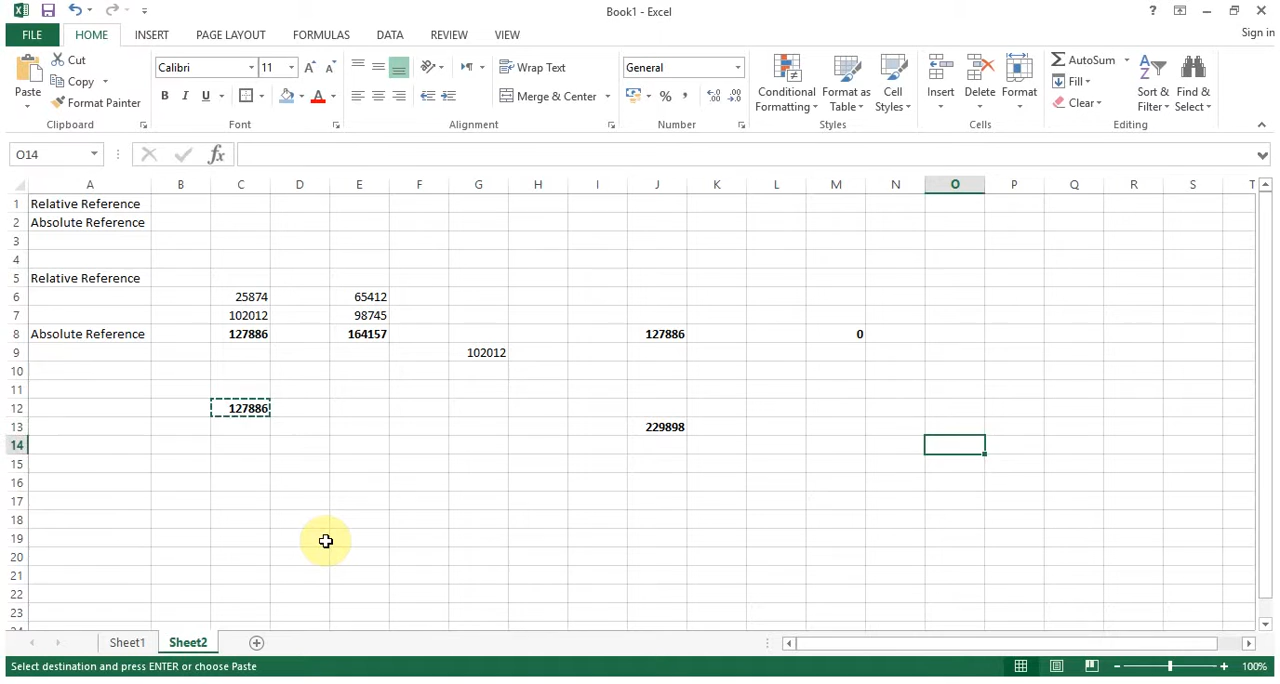 Book1 - Excel
?
Sign in
FILE HOME INSERT PAGE LAYOUT FORMULAS DATA REVIEW VIEW
Paste
Cut
Copy
Format Painter
Clipboard
Calibri 11
B I U
Font
Wrap Text
Merge & Center
Alignment
General
%
Number
Conditional Formatting
Format as Table
Cell Styles
Styles
Insert Delete Format
Cells
AutoSum
Fill
Clear
Sort & Filter
Find & Select
Editing
O14
fx
A B C D E F G H I J K L M N O P Q R S T
1 Relative Reference
2 Absolute Reference
3
4
5 Relative Reference
6 25874 65412
7 102012 98745
8 Absolute Reference 127886 164157 127886 0
9 102012
10
11
12 127886
13 229898
14
15
16
17
18
19
20
21
22
23
24
Sheet1 Sheet2
Select destination and press ENTER or choose Paste
100%